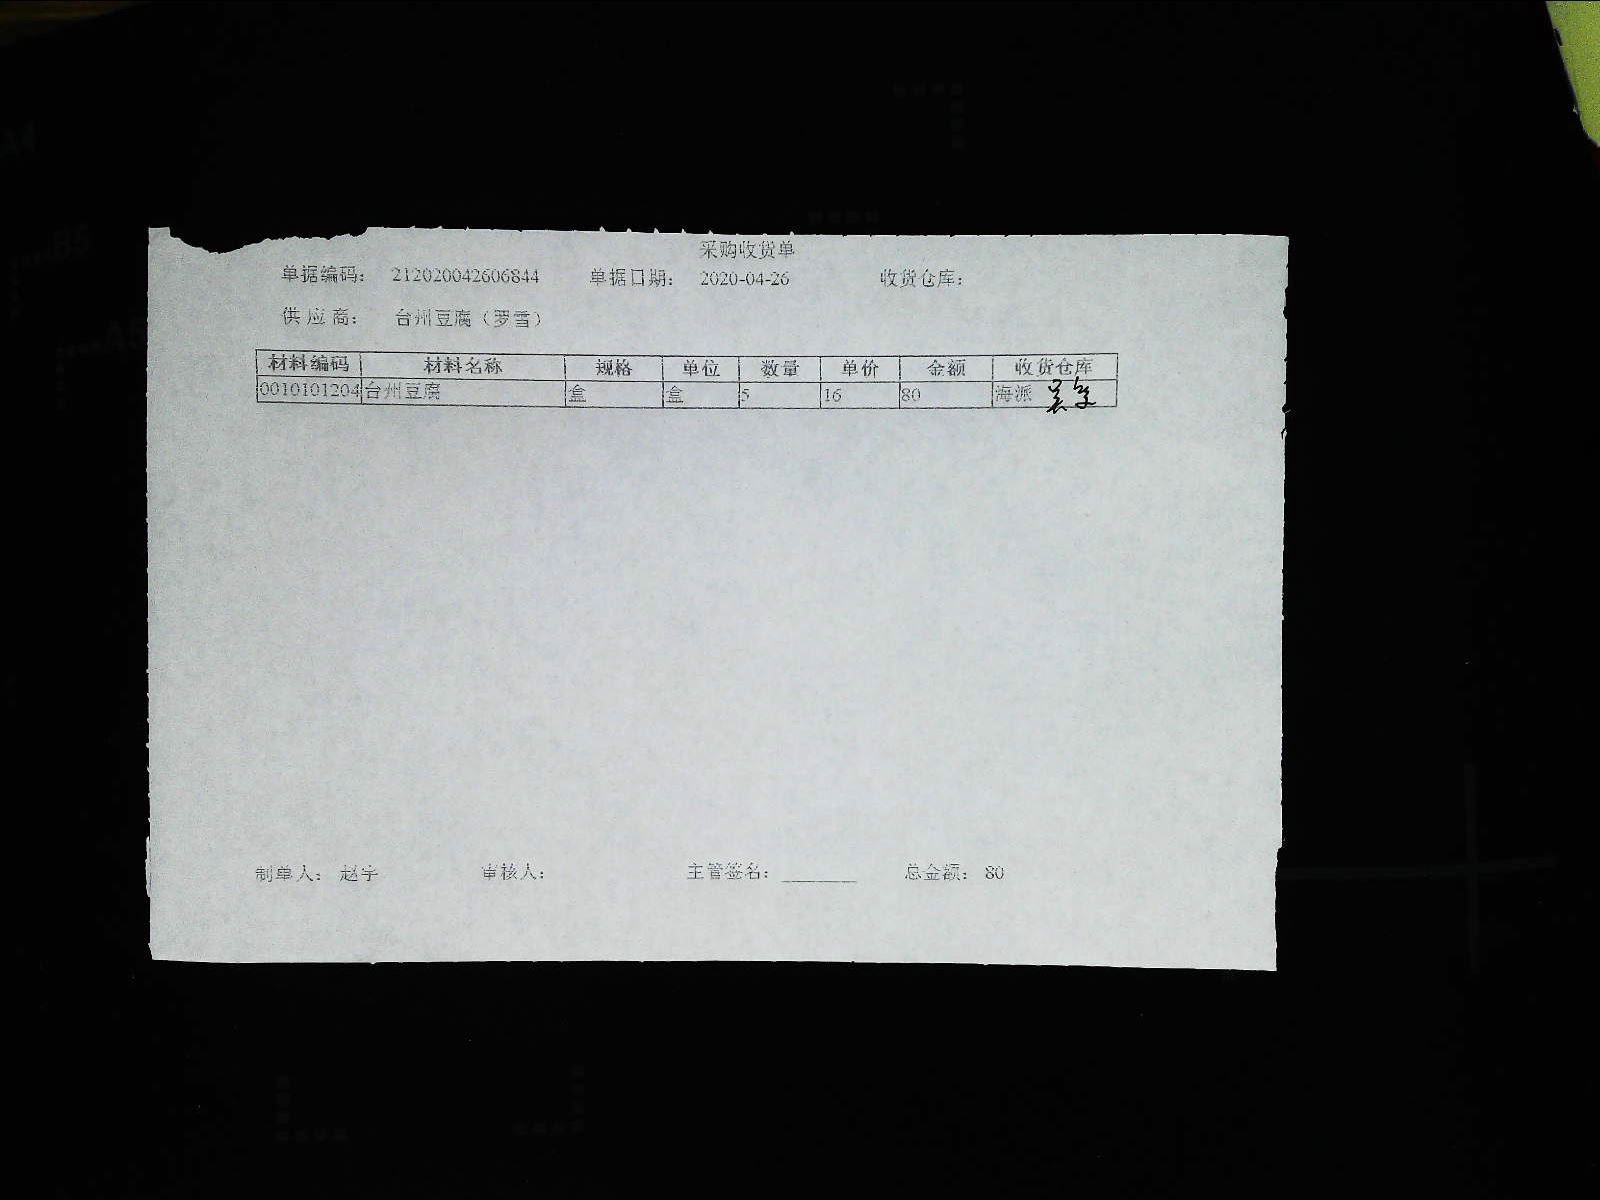 采购收货单
单据编码： 212020042606844 单据日期： 2020-04-26 收货仓库：
供 应 商： 台州豆腐（罗雪）
材料编码 材料名称 规格 单位 数量 单价 金额 收货仓库
0010101204 台州豆腐 盒 盒 5 16 80 海派
制单人： 赵宇 审核人： 主管签名： ________ 总金额： 80